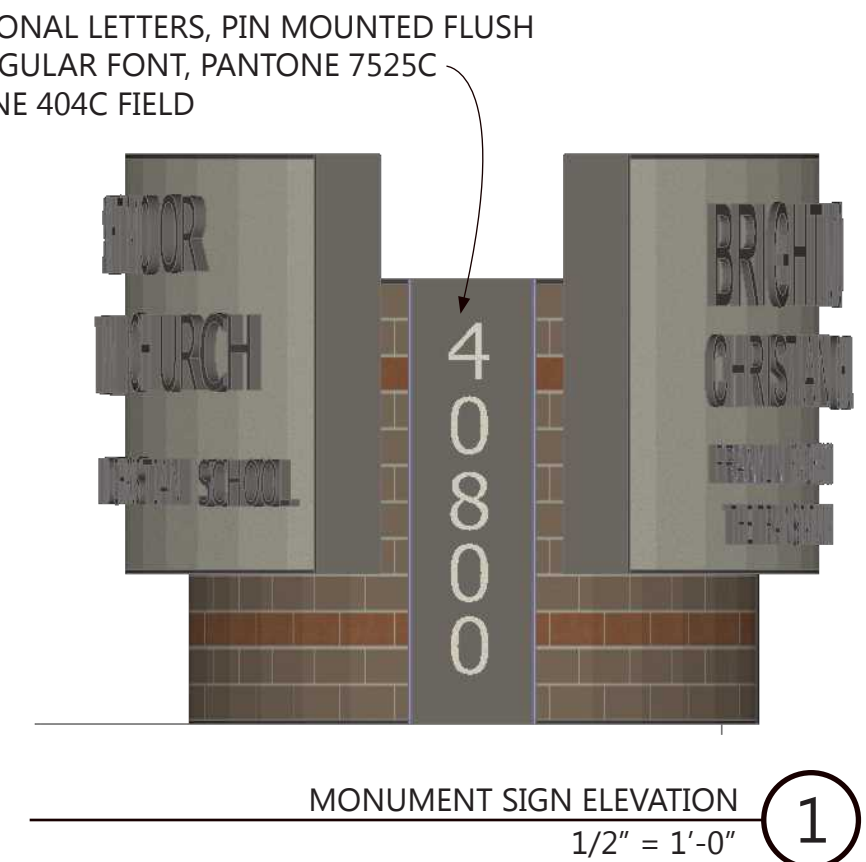 ONAL LETTERS, PIN MOUNTED FLUSH
GULAR FONT, PANTONE 7525C
NE 404C FIELD
CHURCH
SCHOOL
BRIGHT
4
0
8
0
0
MONUMENT SIGN ELEVATION
1/2" = 1'-0"
1